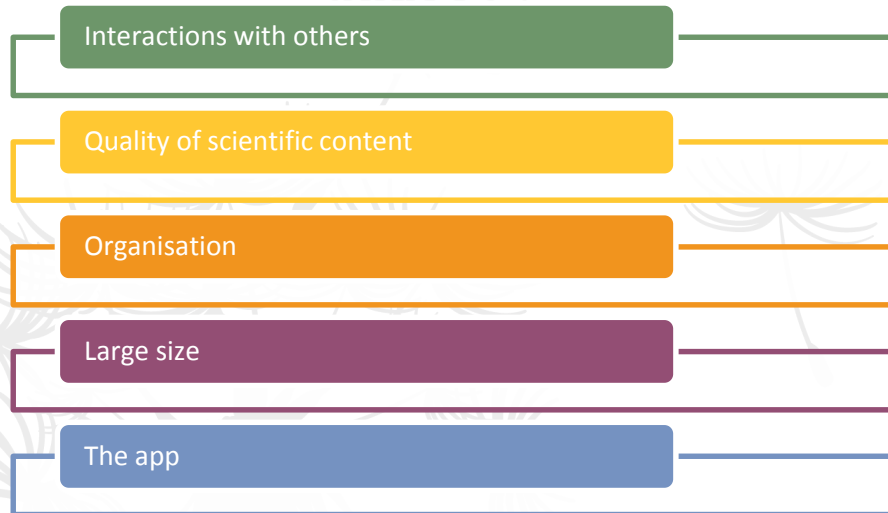 Interactions with others
Quality of scientific content
Organisation
Large size
The app